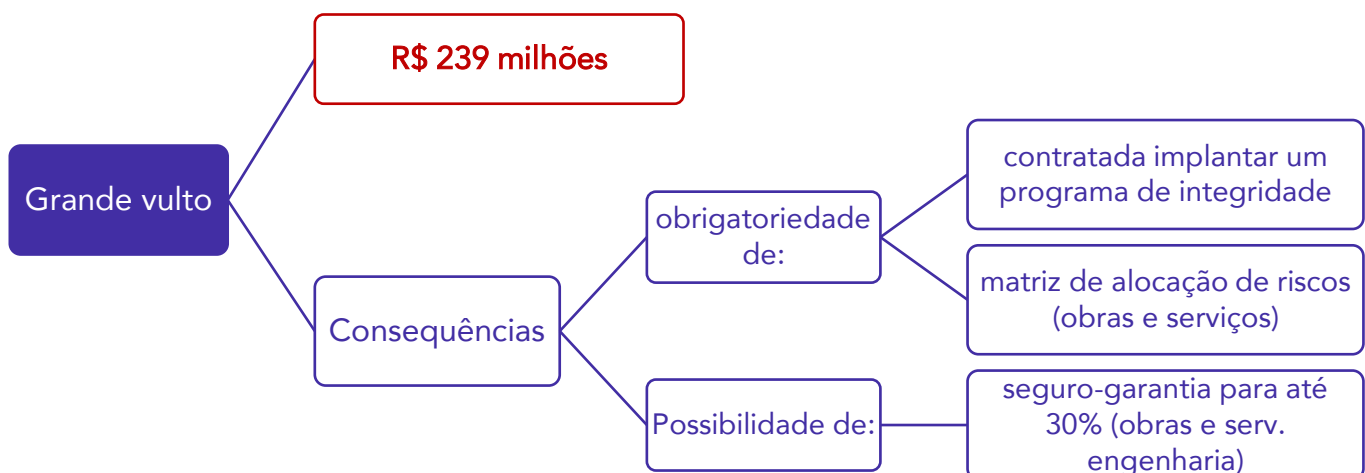 R$ 239 milhões
Grande vulto
Consequências
obrigatoriedade
de:
contratada implantar um
programa de integridade
matriz de alocação de riscos
(obras e serviços)
Possibilidade de:
seguro-garantia para até
30% (obras e serv.
engenharia)